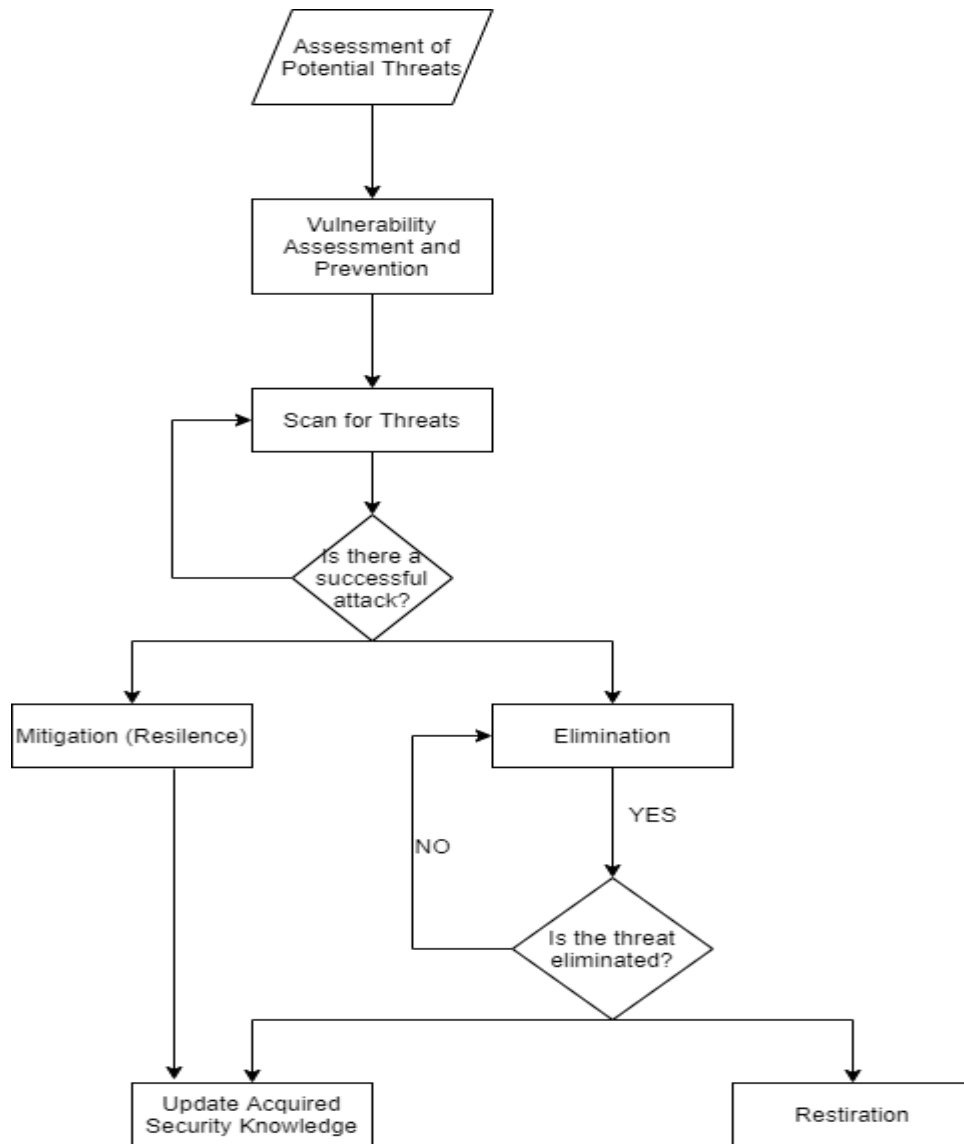 Assessment of
Potential Threats
Vulnerability
Assessment and
Prevention
Scan for Threats
Is there a
successful
attack?
Mitigation (Resilence)
Elimination
YES
NO
Is the threat
eliminated?
Update Acquired
Security Knowledge
Restiration